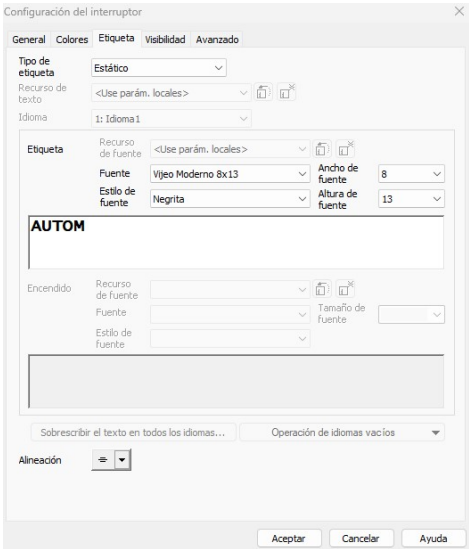 Configuración del interruptor
General Colores Etiqueta Visibilidad Avanzado
Tipo de etiqueta Estático
Recurso de texto <Use parám. locales>
Idioma 1: Idioma1
Etiqueta Recurso de fuente <Use parám. locales>
Fuente Vijeo Moderno 8x13 Ancho de fuente 8
Estilo de fuente Negrita Altura de fuente 13
AUTOM
Encendido Recurso de fuente
Fuente Tamaño de fuente
Estilo de fuente
Sobrescribir el texto en todos los idiomas... Operación de idiomas vacíos
Alineación
Aceptar Cancelar Ayuda